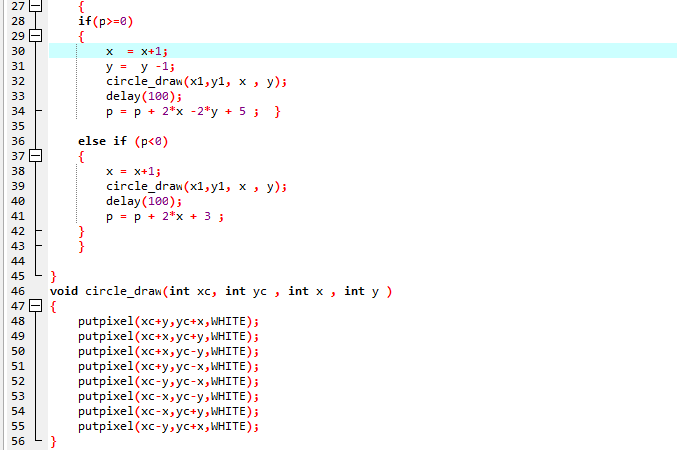 27 {
28 if(p>=0)
29 {
30 x  = x+1;
31 y =  y -1;
32 circle_draw(x1,y1, x , y);
33 delay(100);
34 p = p + 2*x -2*y + 5 ;  }
35
36 else if (p<0)
37 {
38 x = x+1;
39 circle_draw(x1,y1, x , y);
40 delay(100);
41 p = p + 2*x + 3 ;
42 }
43 }
44
45 }
46 void circle_draw(int xc, int yc , int x , int y )
47 {
48 putpixel(xc+y,yc+x,WHITE);
49 putpixel(xc+x,yc+y,WHITE);
50 putpixel(xc+x,yc-y,WHITE);
51 putpixel(xc+y,yc-x,WHITE);
52 putpixel(xc-y,yc-x,WHITE);
53 putpixel(xc-x,yc-y,WHITE);
54 putpixel(xc-x,yc+y,WHITE);
55 putpixel(xc-y,yc+x,WHITE);
56 }